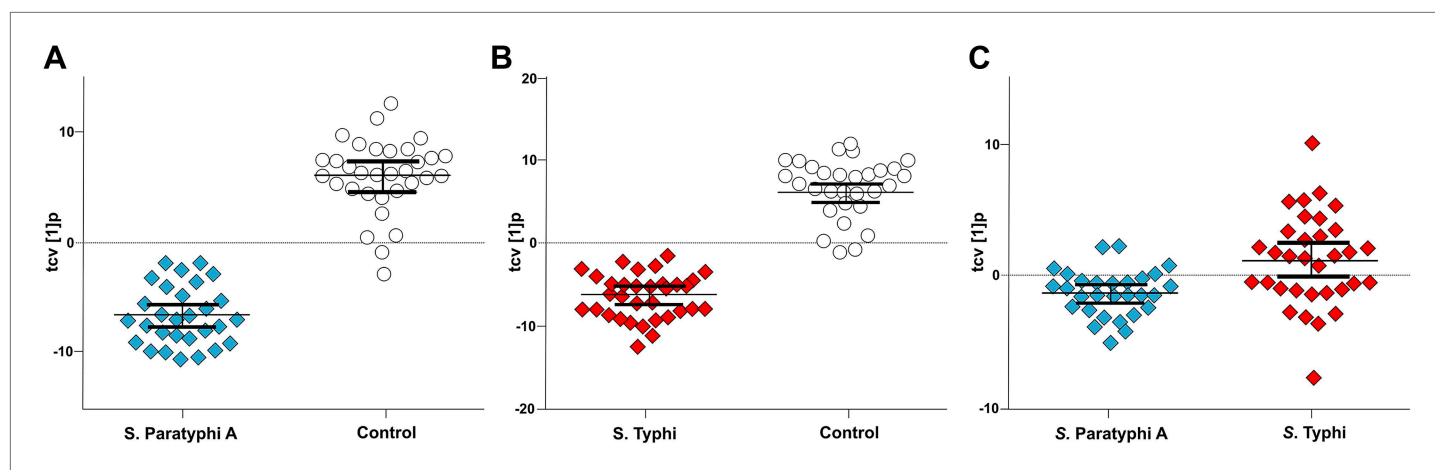 A
tcv [1]p
10
0
-10
S. Paratyphi A
Control
B
tcv [1]p
20
10
0
-10
-20
S. Typhi
Control
C
tcv [1]p
10
0
-10
S. Paratyphi A
S. Typhi